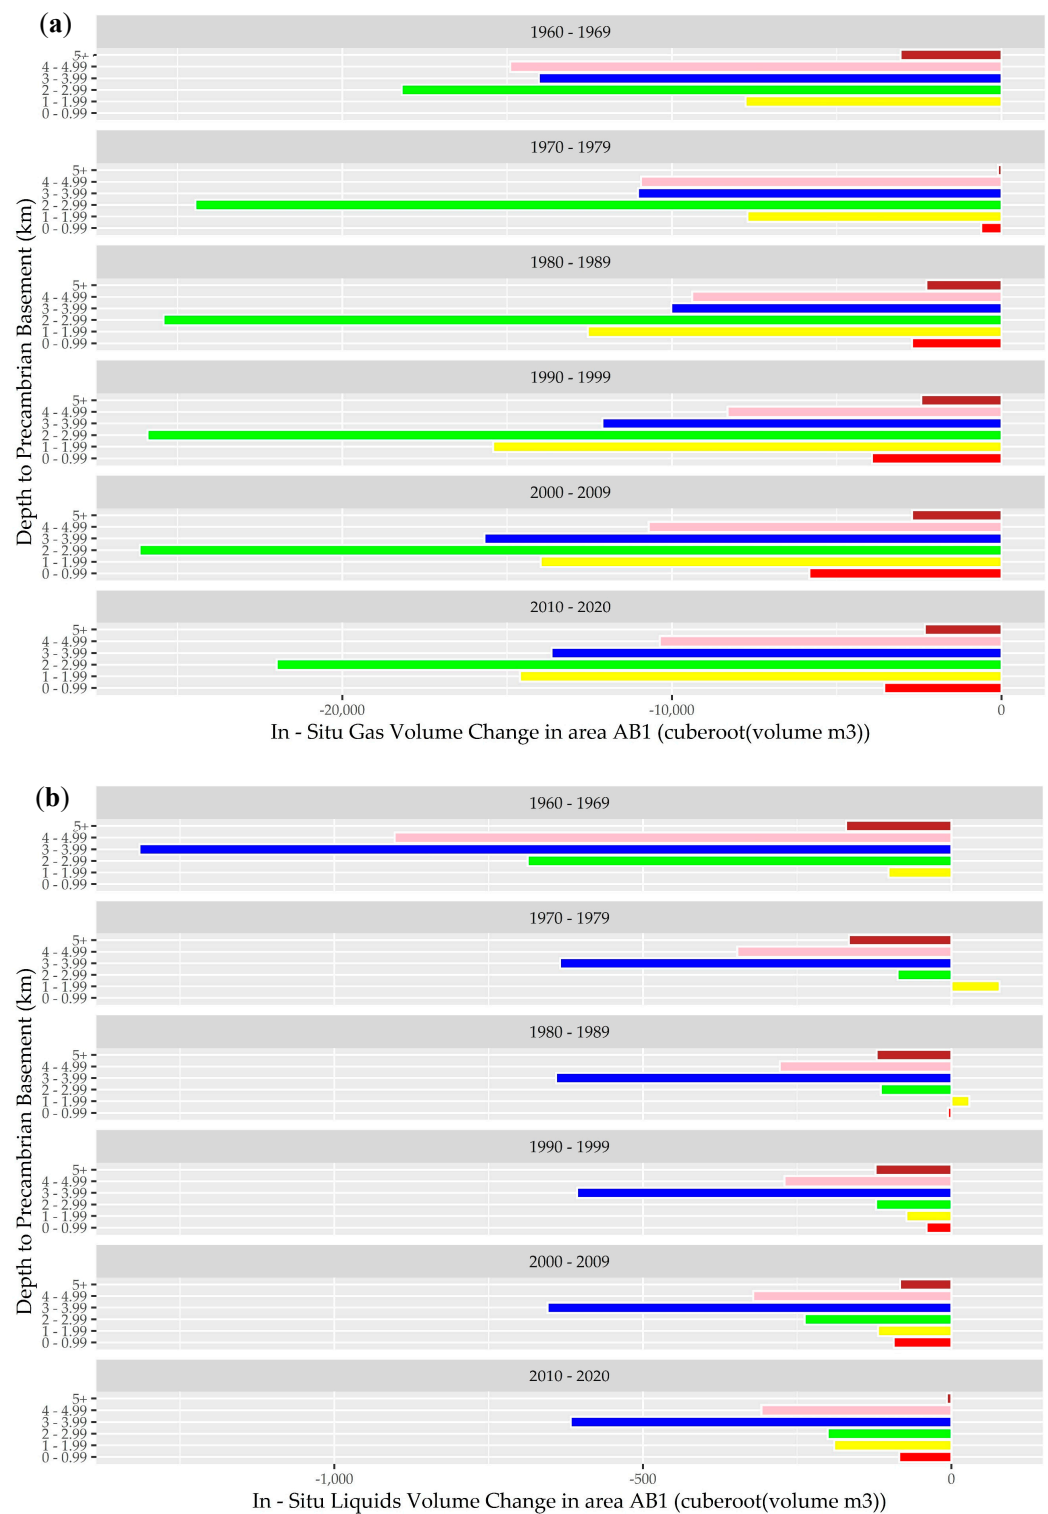 (a)
Depth to Precambrian Basement (km)
1960 - 1969
5+
4 - 4.99
3 - 3.99
2 - 2.99
1 - 1.99
0 - 0.99
1970 - 1979
5+
4 - 4.99
3 - 3.99
2 - 2.99
1 - 1.99
0 - 0.99
1980 - 1989
5+
4 - 4.99
3 - 3.99
2 - 2.99
1 - 1.99
0 - 0.99
1990 - 1999
5+
4 - 4.99
3 - 3.99
2 - 2.99
1 - 1.99
0 - 0.99
2000 - 2009
5+
4 - 4.99
3 - 3.99
2 - 2.99
1 - 1.99
0 - 0.99
2010 - 2020
5+
4 - 4.99
3 - 3.99
2 - 2.99
1 - 1.99
0 - 0.99
-20,000 -10,000 0
In - Situ Gas Volume Change in area AB1 (cuberoot(volume m3))
(b)
Depth to Precambrian Basement (km)
1960 - 1969
5+
4 - 4.99
3 - 3.99
2 - 2.99
1 - 1.99
0 - 0.99
1970 - 1979
5+
4 - 4.99
3 - 3.99
2 - 2.99
1 - 1.99
0 - 0.99
1980 - 1989
5+
4 - 4.99
3 - 3.99
2 - 2.99
1 - 1.99
0 - 0.99
1990 - 1999
5+
4 - 4.99
3 - 3.99
2 - 2.99
1 - 1.99
0 - 0.99
2000 - 2009
5+
4 - 4.99
3 - 3.99
2 - 2.99
1 - 1.99
0 - 0.99
2010 - 2020
5+
4 - 4.99
3 - 3.99
2 - 2.99
1 - 1.99
0 - 0.99
-1,000 -500 0
In - Situ Liquids Volume Change in area AB1 (cuberoot(volume m3))